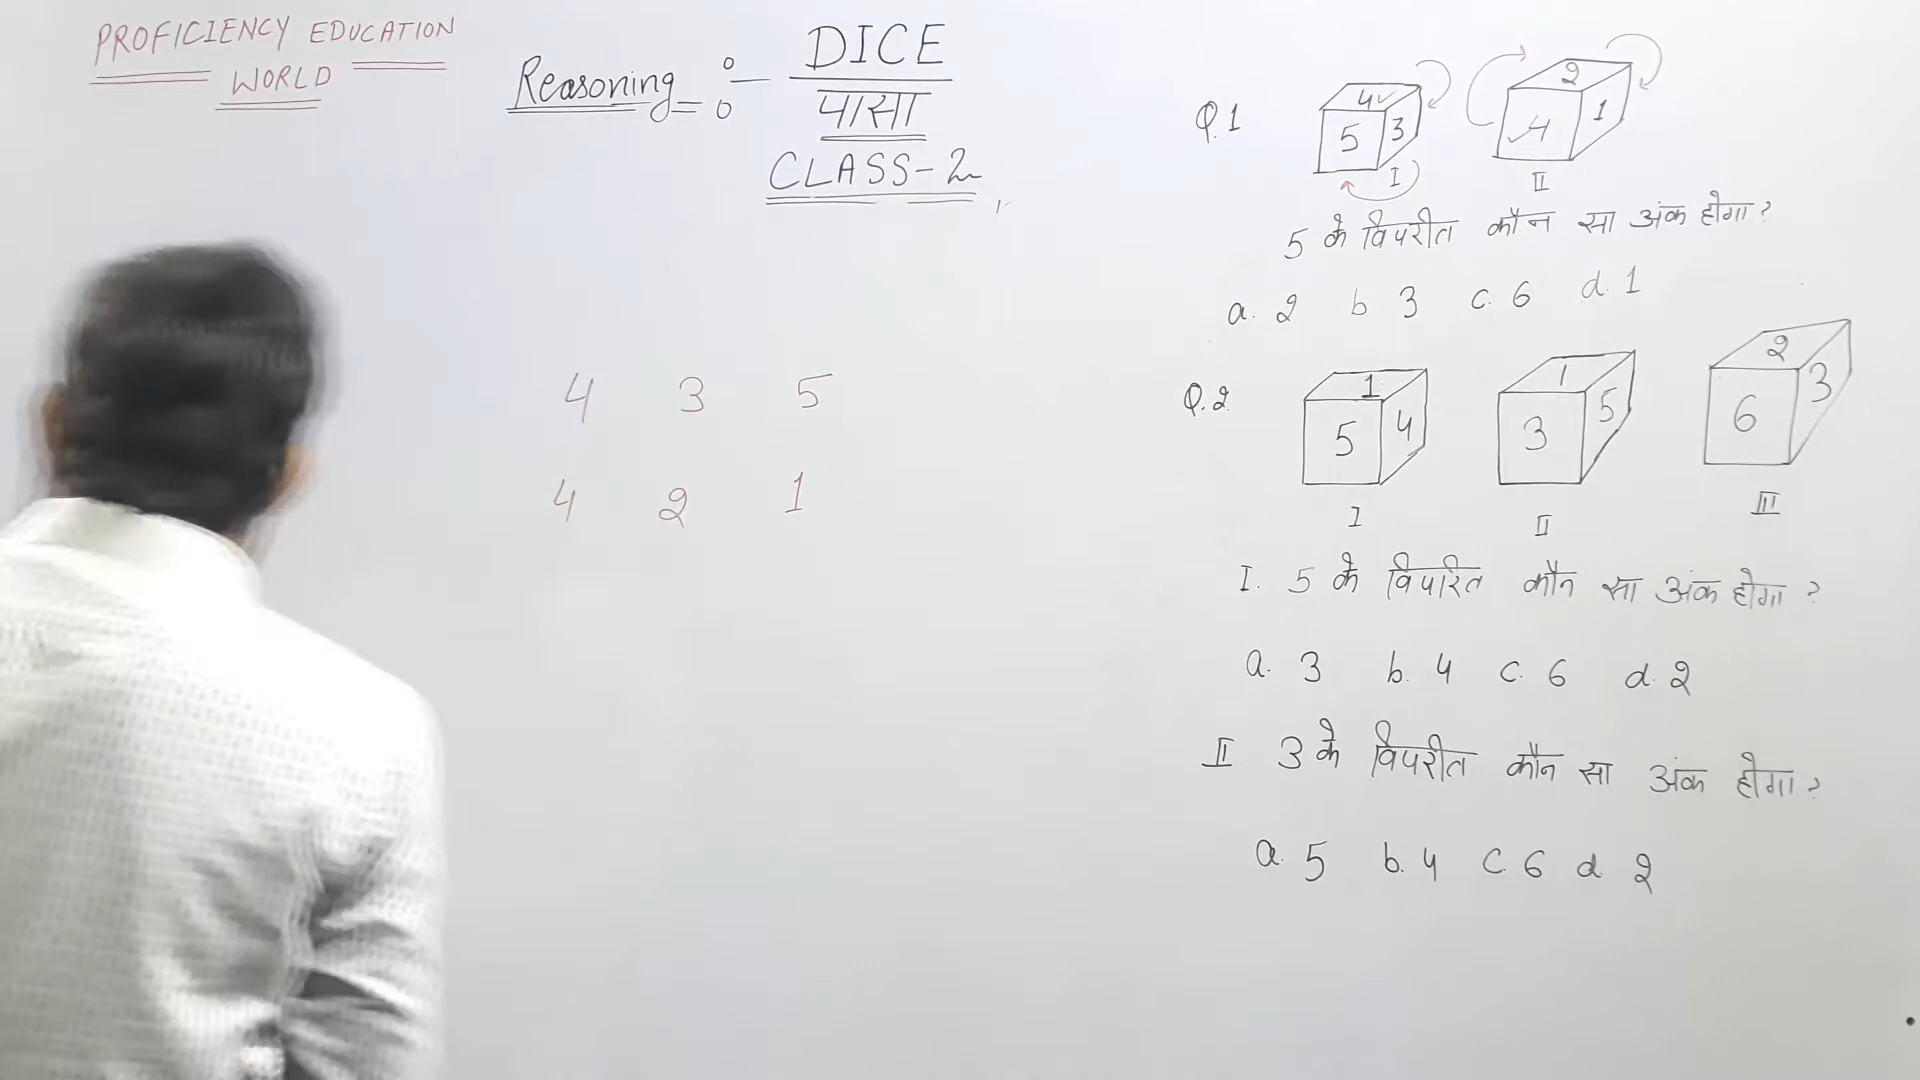 PROFICIENCY EDUCATION
WORLD
Reasoning :- DICE
पासा
CLASS-2
4 3 5
4 2 1
Q.1
4 5 3
I
2 4 1
II
5 के विपरीत कौन सा अंक होगा?
a. 2 b 3 c. 6 d. 1
Q.2
1 5 4
I
1 3 5
II
2 6 3
III
I. 5 के विपरित कौन सा अंक होगा ?
a. 3 b. 4 c. 6 d. 2
II 3 के विपरीत कौन सा अंक होगा?
a. 5 b. 4 c. 6 d 2